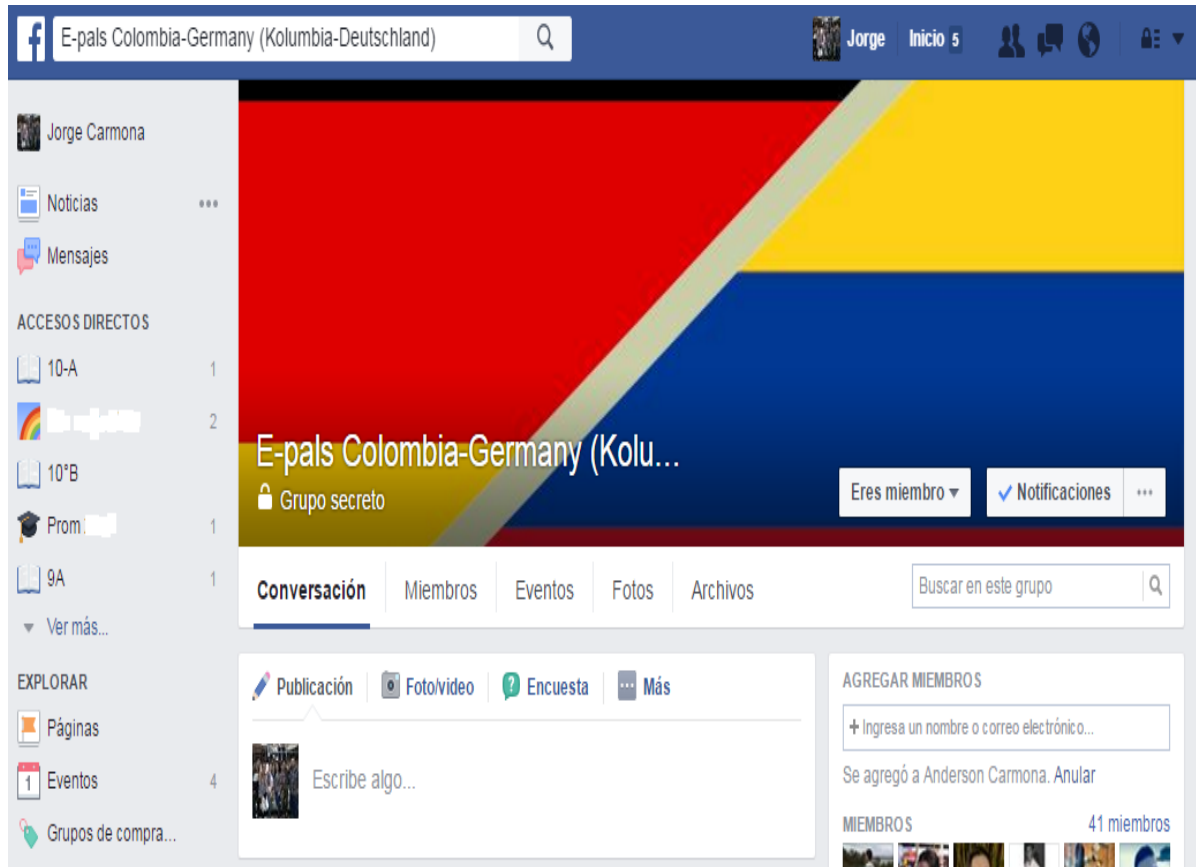 E-pals Colombia-Germany (Kolumbia-Deutschland)
Jorge
Inicio 5
Jorge Carmona
Noticias
Mensajes
ACCESOS DIRECTOS
10-A 1
2
10°B
Prom 1
9A 1
Ver más...
EXPLORAR
Páginas
1 Eventos 4
Grupos de compra...
E-pals Colombia-Germany (Kolu...
Grupo secreto
Eres miembro
Notificaciones
Conversación Miembros Eventos Fotos Archivos
Buscar en este grupo
Publicación Foto/video ? Encuesta Más
Escribe algo...
AGREGAR MIEMBROS
+ Ingresa un nombre o correo electrónico...
Se agregó a Anderson Carmona. Anular
MIEMBROS 41 miembros